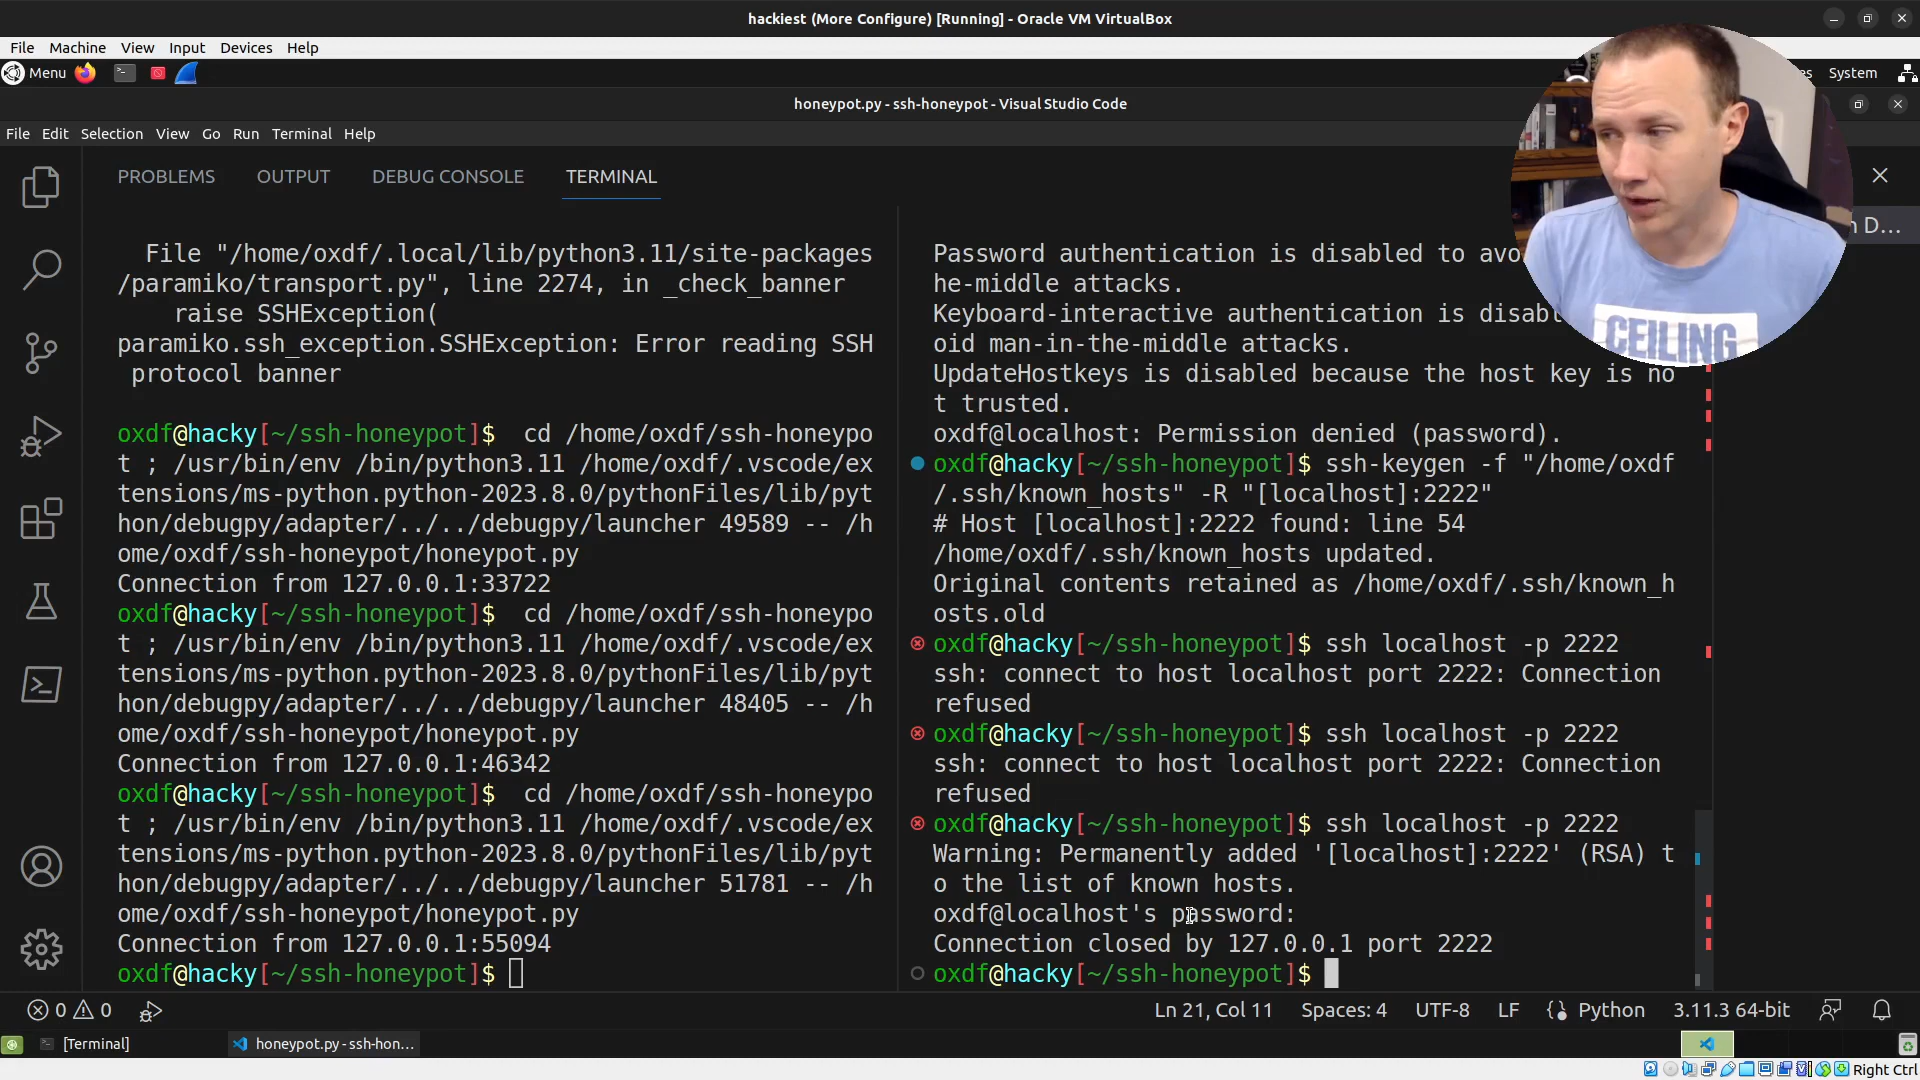 hackiest (More Configure) [Running] - Oracle VM VirtualBox
File Machine View Input Devices Help
Menu
System
honeypot.py - ssh-honeypot - Visual Studio Code
File Edit Selection View Go Run Terminal Help
PROBLEMS OUTPUT DEBUG CONSOLE TERMINAL
File "/home/oxdf/.local/lib/python3.11/site-packages
/paramiko/transport.py", line 2274, in _check_banner
raise SSHException(
paramiko.ssh_exception.SSHException: Error reading SSH
protocol banner
oxdf@hacky[~/ssh-honeypot]$ cd /home/oxdf/ssh-honeypo
t ; /usr/bin/env /bin/python3.11 /home/oxdf/.vscode/ex
tensions/ms-python.python-2023.8.0/pythonFiles/lib/pyt
hon/debugpy/adapter/../../debugpy/launcher 49589 -- /h
ome/oxdf/ssh-honeypot/honeypot.py
Connection from 127.0.0.1:33722
oxdf@hacky[~/ssh-honeypot]$ cd /home/oxdf/ssh-honeypo
t ; /usr/bin/env /bin/python3.11 /home/oxdf/.vscode/ex
tensions/ms-python.python-2023.8.0/pythonFiles/lib/pyt
hon/debugpy/adapter/../../debugpy/launcher 48405 -- /h
ome/oxdf/ssh-honeypot/honeypot.py
Connection from 127.0.0.1:46342
oxdf@hacky[~/ssh-honeypot]$ cd /home/oxdf/ssh-honeypo
t ; /usr/bin/env /bin/python3.11 /home/oxdf/.vscode/ex
tensions/ms-python.python-2023.8.0/pythonFiles/lib/pyt
hon/debugpy/adapter/../../debugpy/launcher 51781 -- /h
ome/oxdf/ssh-honeypot/honeypot.py
Connection from 127.0.0.1:55094
oxdf@hacky[~/ssh-honeypot]$
Password authentication is disabled to avo
he-middle attacks.
Keyboard-interactive authentication is disabl
oid man-in-the-middle attacks.
UpdateHostkeys is disabled because the host key is no
t trusted.
oxdf@localhost: Permission denied (password).
oxdf@hacky[~/ssh-honeypot]$ ssh-keygen -f "/home/oxdf
/.ssh/known_hosts" -R "[localhost]:2222"
# Host [localhost]:2222 found: line 54
/home/oxdf/.ssh/known_hosts updated.
Original contents retained as /home/oxdf/.ssh/known_h
osts.old
oxdf@hacky[~/ssh-honeypot]$ ssh localhost -p 2222
ssh: connect to host localhost port 2222: Connection
refused
oxdf@hacky[~/ssh-honeypot]$ ssh localhost -p 2222
ssh: connect to host localhost port 2222: Connection
refused
oxdf@hacky[~/ssh-honeypot]$ ssh localhost -p 2222
Warning: Permanently added '[localhost]:2222' (RSA) t
o the list of known hosts.
oxdf@localhost's password:
Connection closed by 127.0.0.1 port 2222
oxdf@hacky[~/ssh-honeypot]$
n D...
CEILING
0 0
Ln 21, Col 11 Spaces: 4 UTF-8 LF Python 3.11.3 64-bit
[Terminal] honeypot.py - ssh-hon...
Right Ctrl